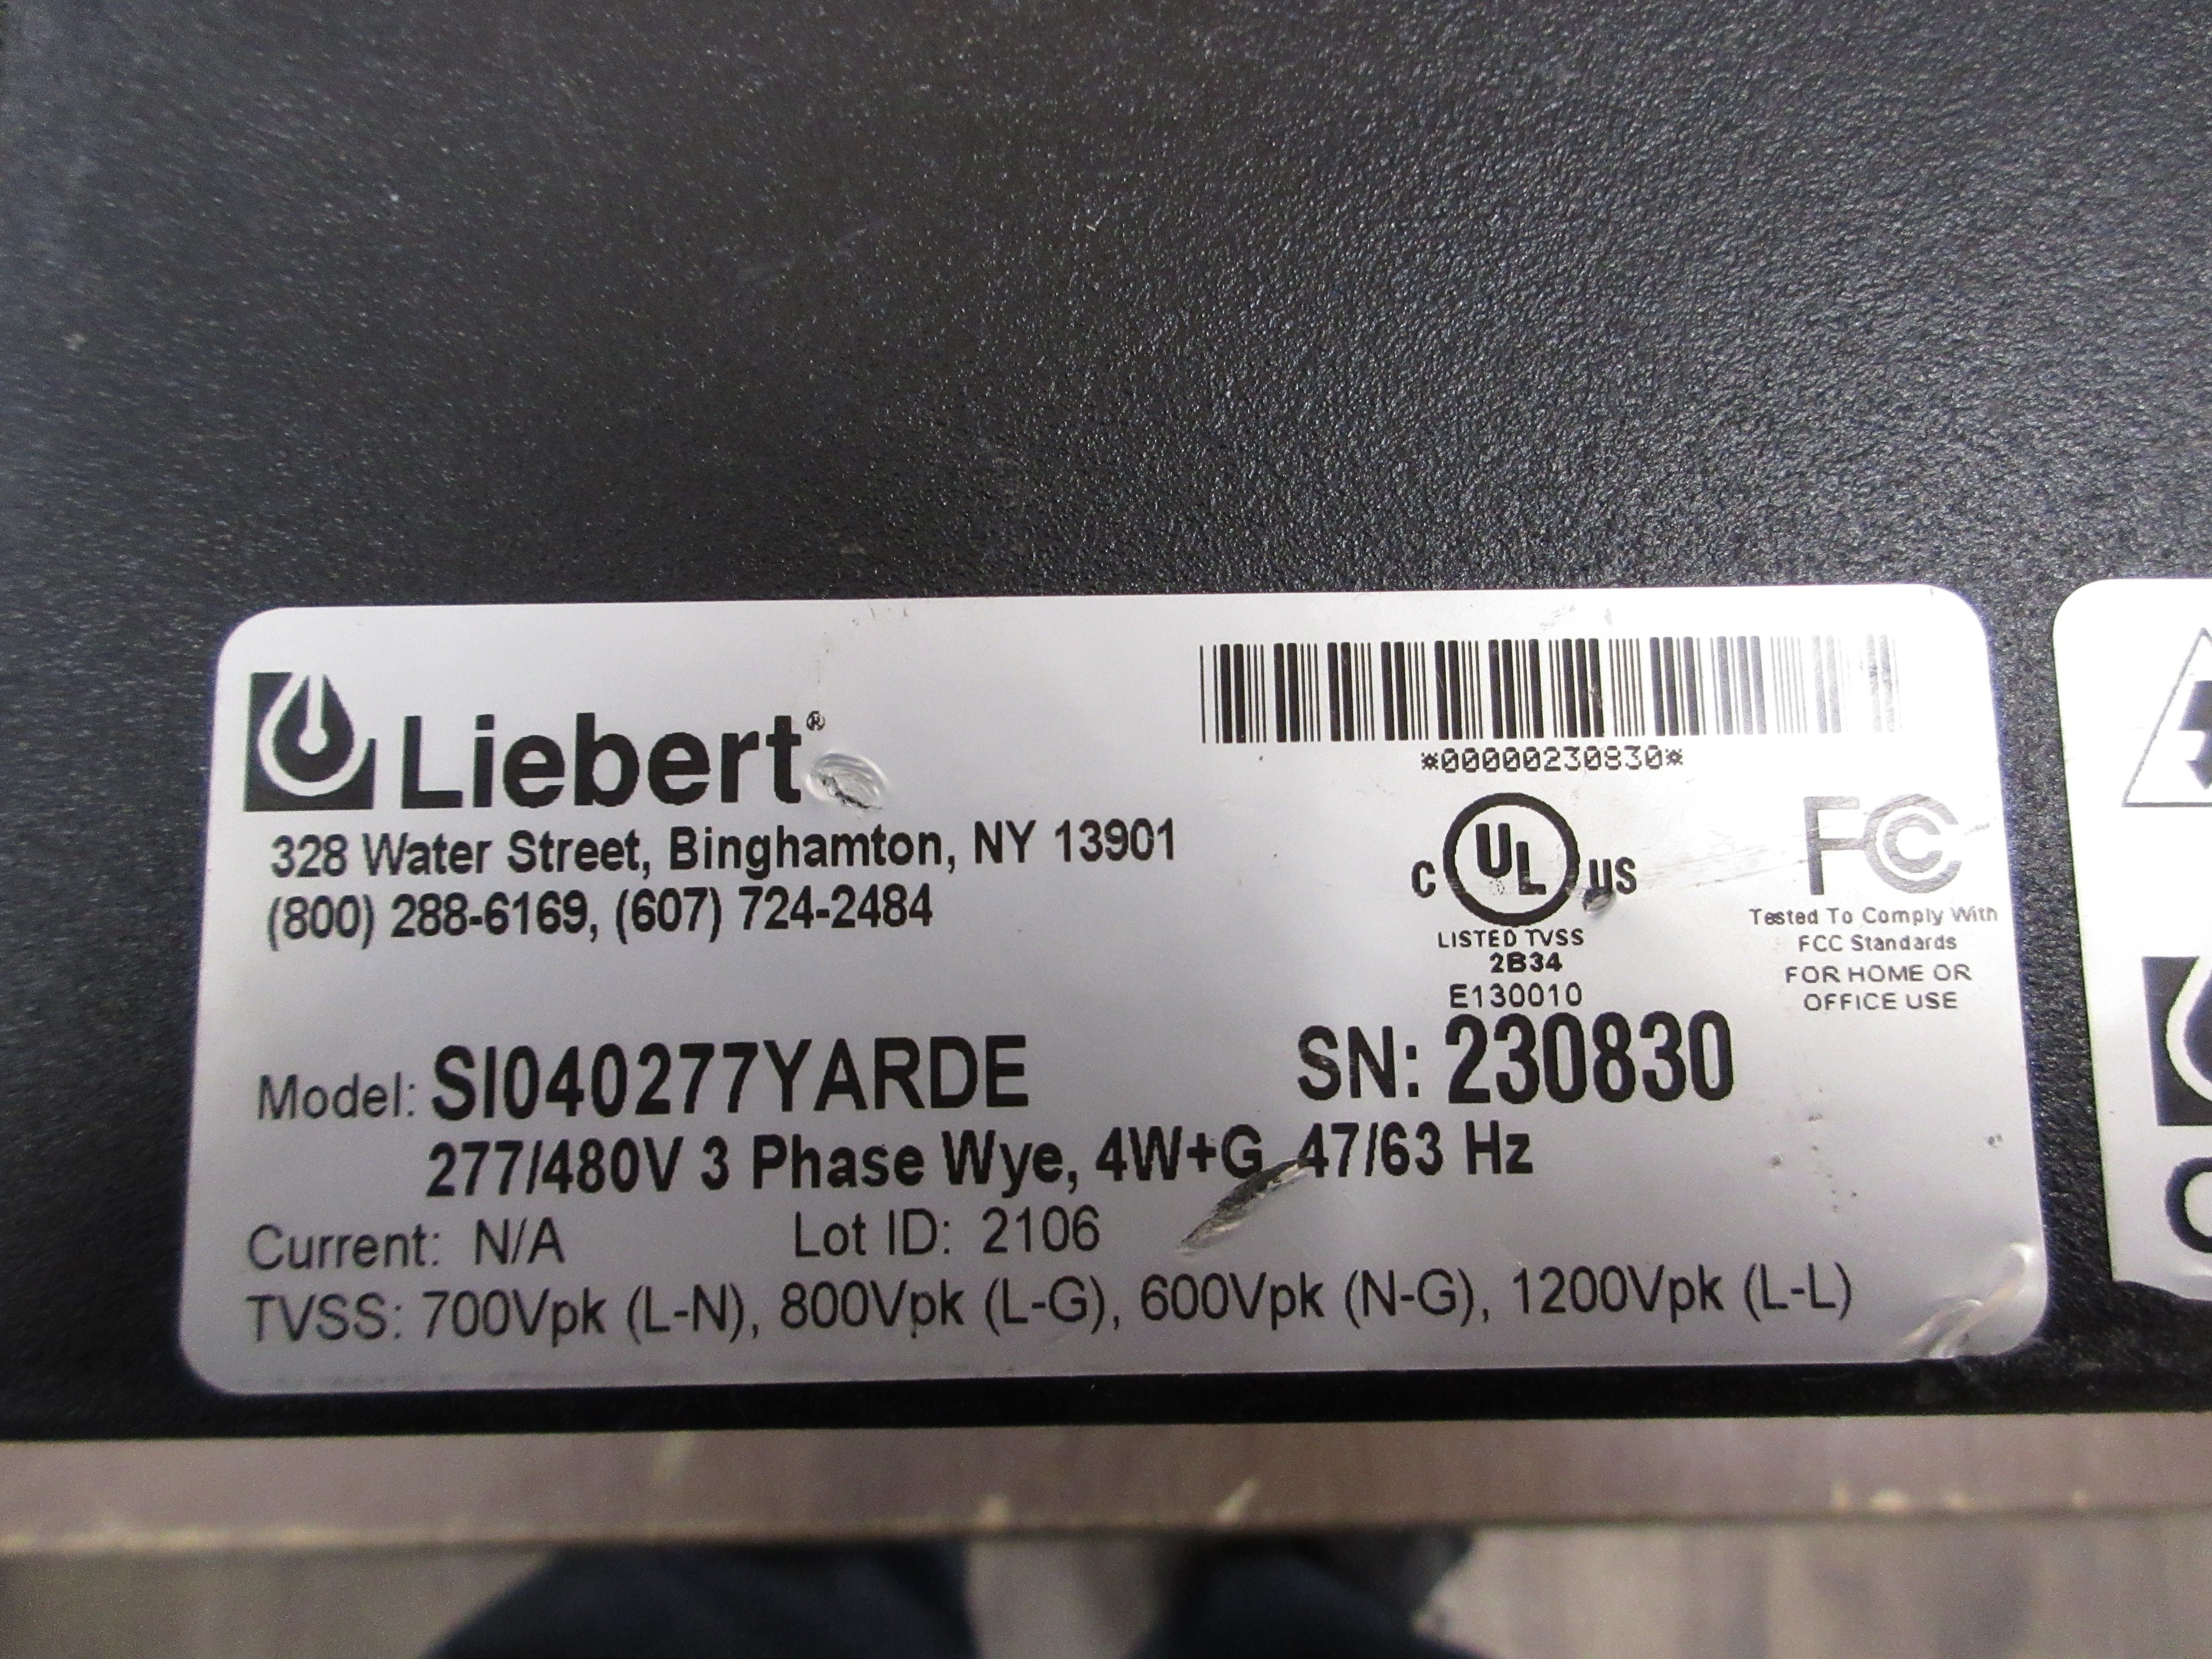 Liebert®
*00000230830*
328 Water Street, Binghamton, NY 13901
(800) 288-6169, (607) 724-2484
C UL US
LISTED TVSS
2B34
E130010
FC
Tested To Comply With
FCC Standards
FOR HOME OR
OFFICE USE
Model: SI040277YARDE SN: 230830
277/480V 3 Phase Wye, 4W+G 47/63 Hz
Current: N/A Lot ID: 2106
TVSS: 700Vpk (L-N), 800Vpk (L-G), 600Vpk (N-G), 1200Vpk (L-L)